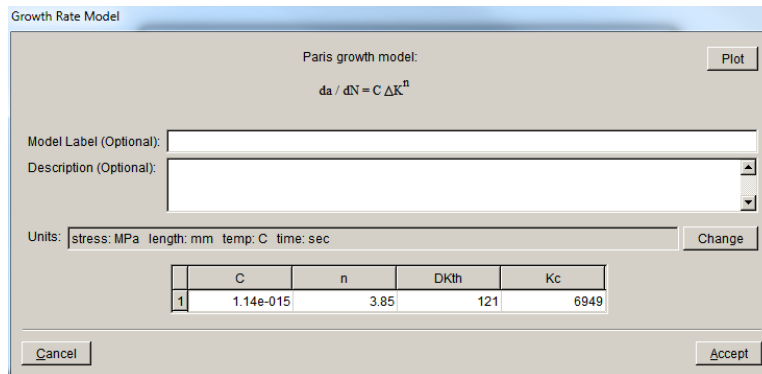 Growth Rate Model
Paris growth model:
Plot
da / dN = C ΔKⁿ
Model Label (Optional):
Description (Optional):
Units: stress: MPa length: mm temp: C time: sec Change
C n DKth Kc
1 1.14e-015 3.85 121 6949
Cancel Accept